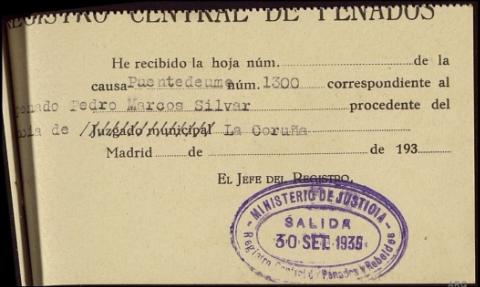 REGISTRO CENTRAL DE PENADOS
He recibido la hoja núm. de la
causa Puentedeume núm. 1300 correspondiente al
enado Pedro Marcos Silvar procedente del
cia de Juzgado municipal La Coruña
Madrid de de 193
EL JEFE DEL REGISTRO,
MINISTERIO DE JUSTICIA
SALIDA
30 SET. 1935
Registro Central de Penados y Rebeldes